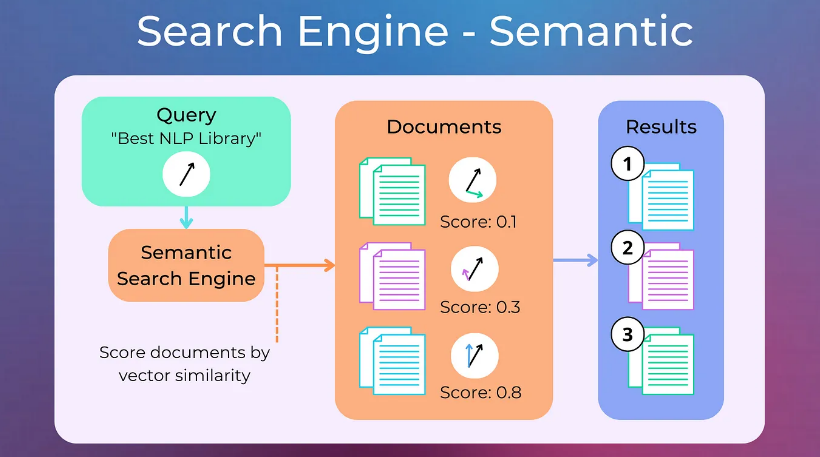 Search Engine - Semantic
Query
"Best NLP Library"
Semantic
Search Engine
Score documents by
vector similarity
Documents
Score: 0.1
Score: 0.3
Score: 0.8
Results
1
2
3